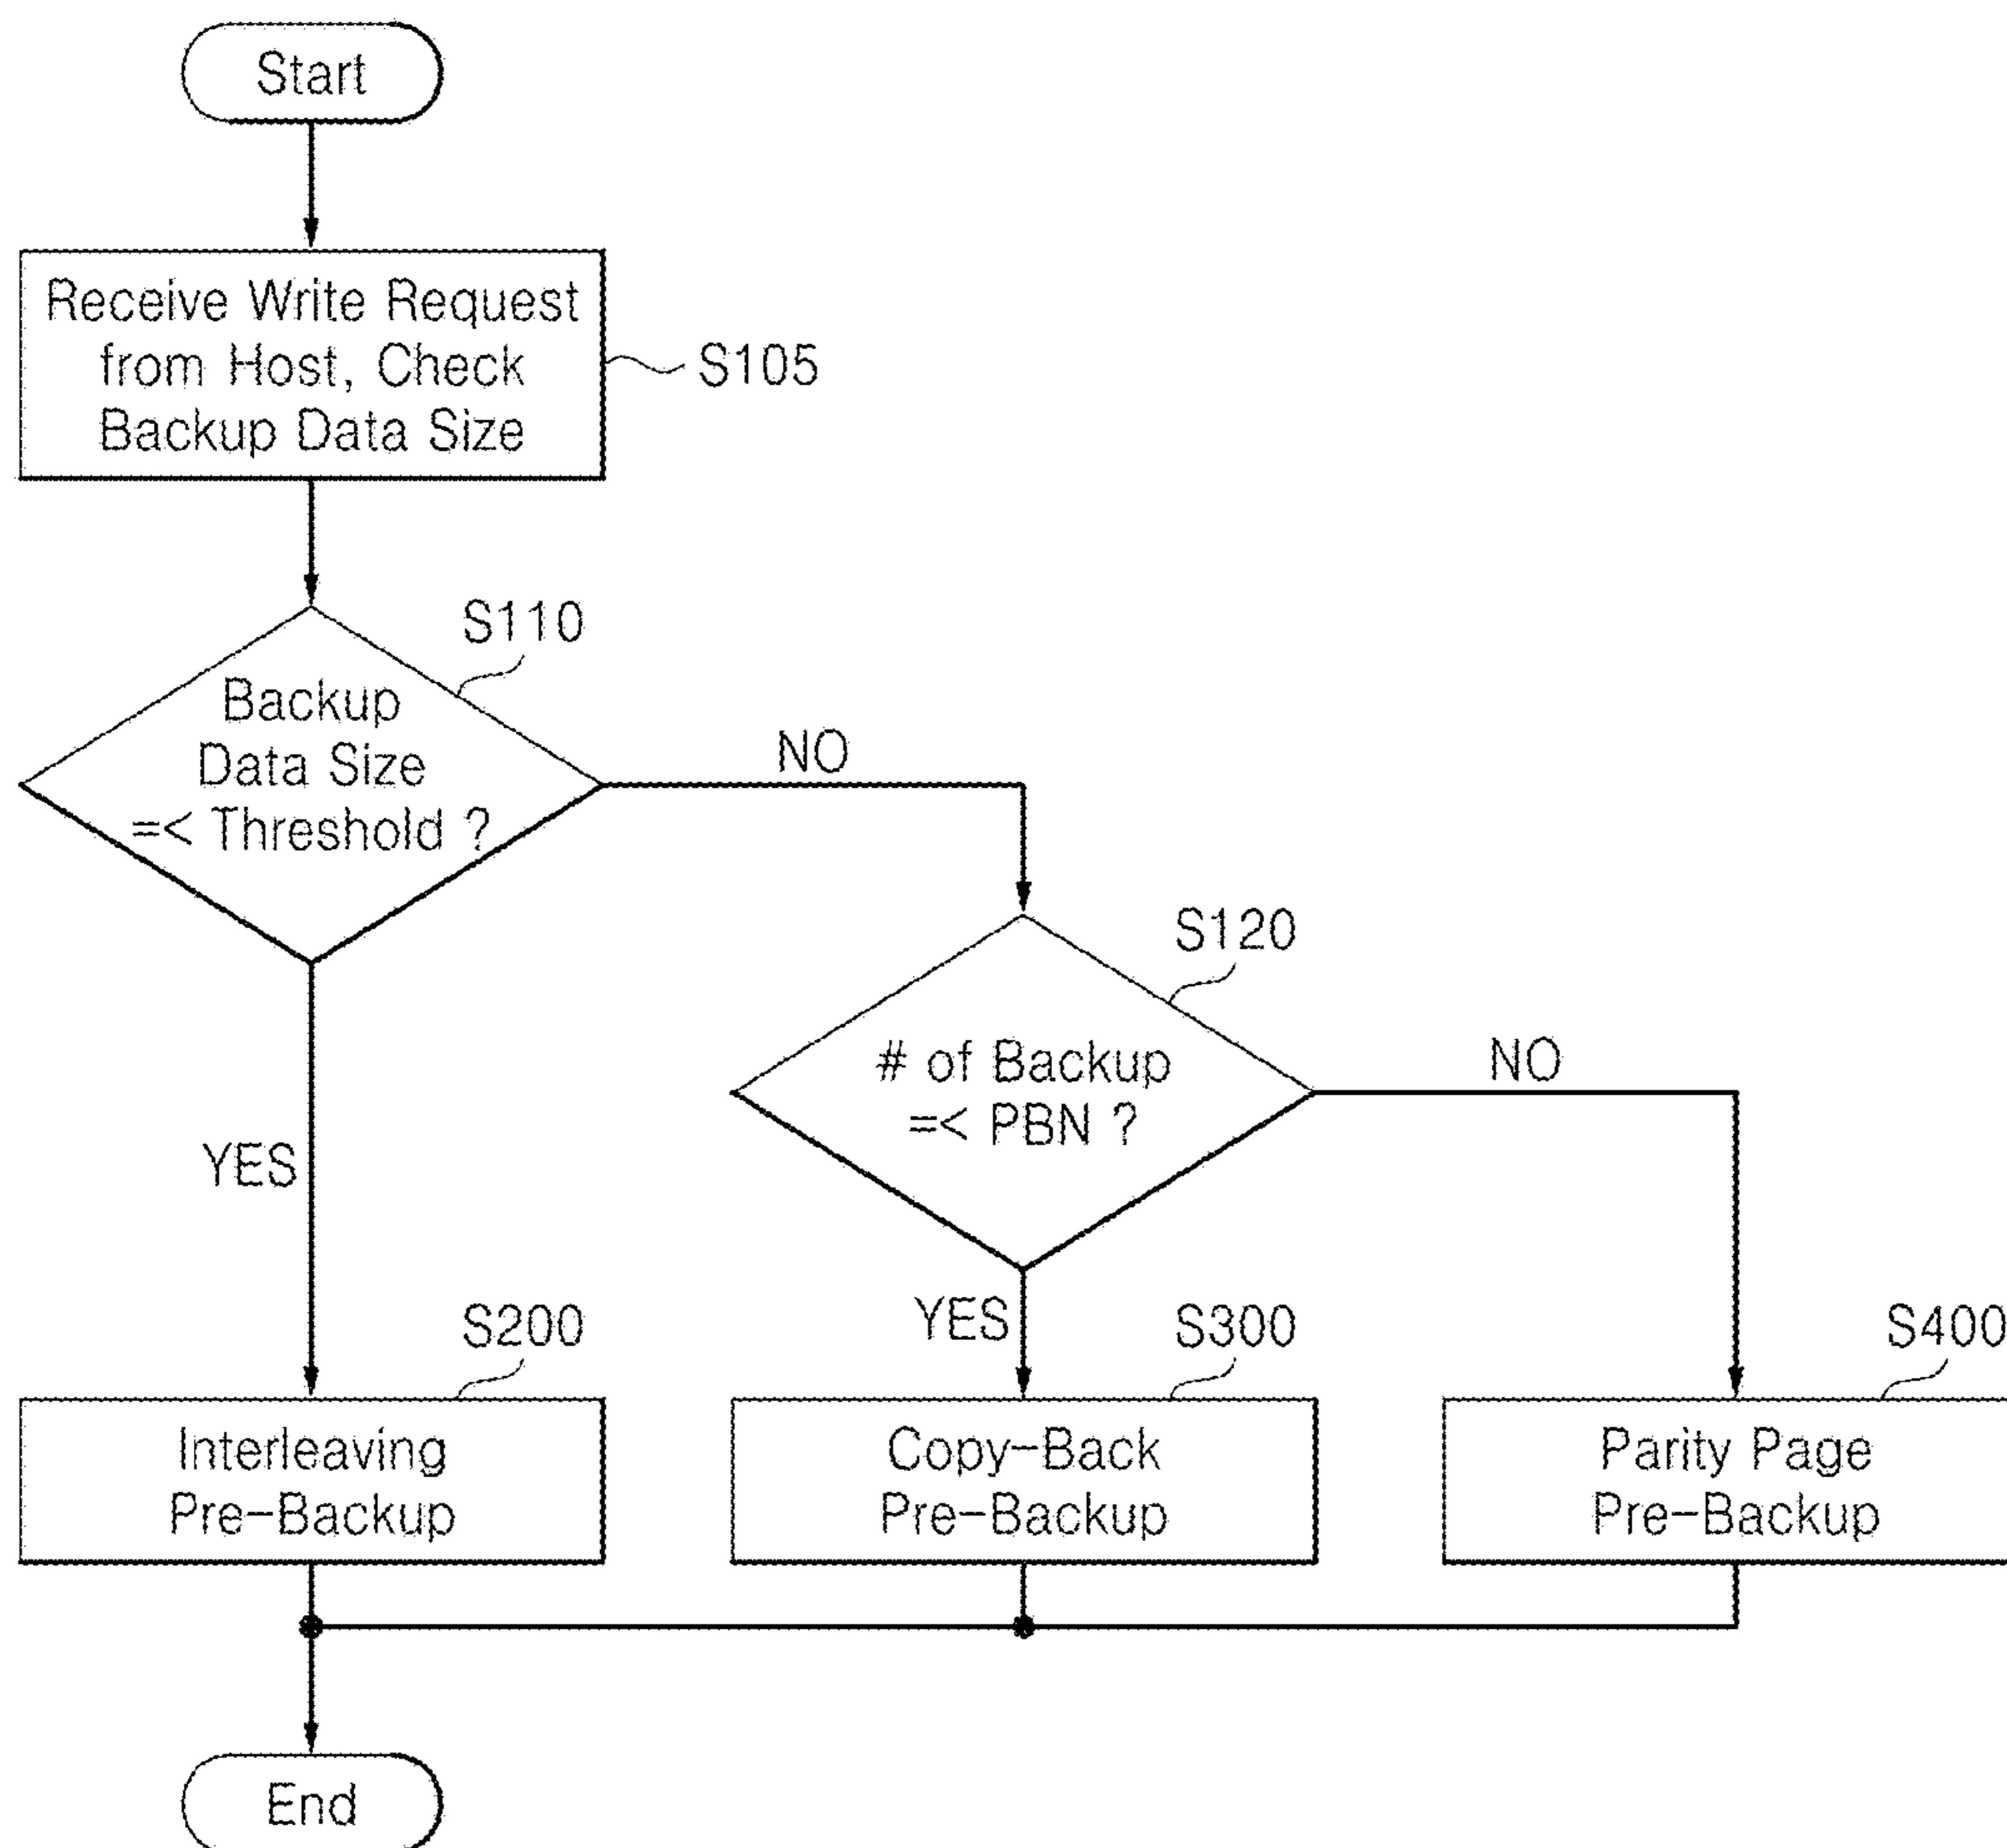 Start
Receive Write Request
from Host, Check
Backup Data Size
S105
S110
Backup
Data Size
=< Threshold ?
NO
S120
# of Backup
=< PBN ?
NO
YES
YES
S200
S300
S400
Interleaving
Pre-Backup
Copy-Back
Pre-Backup
Parity Page
Pre-Backup
End